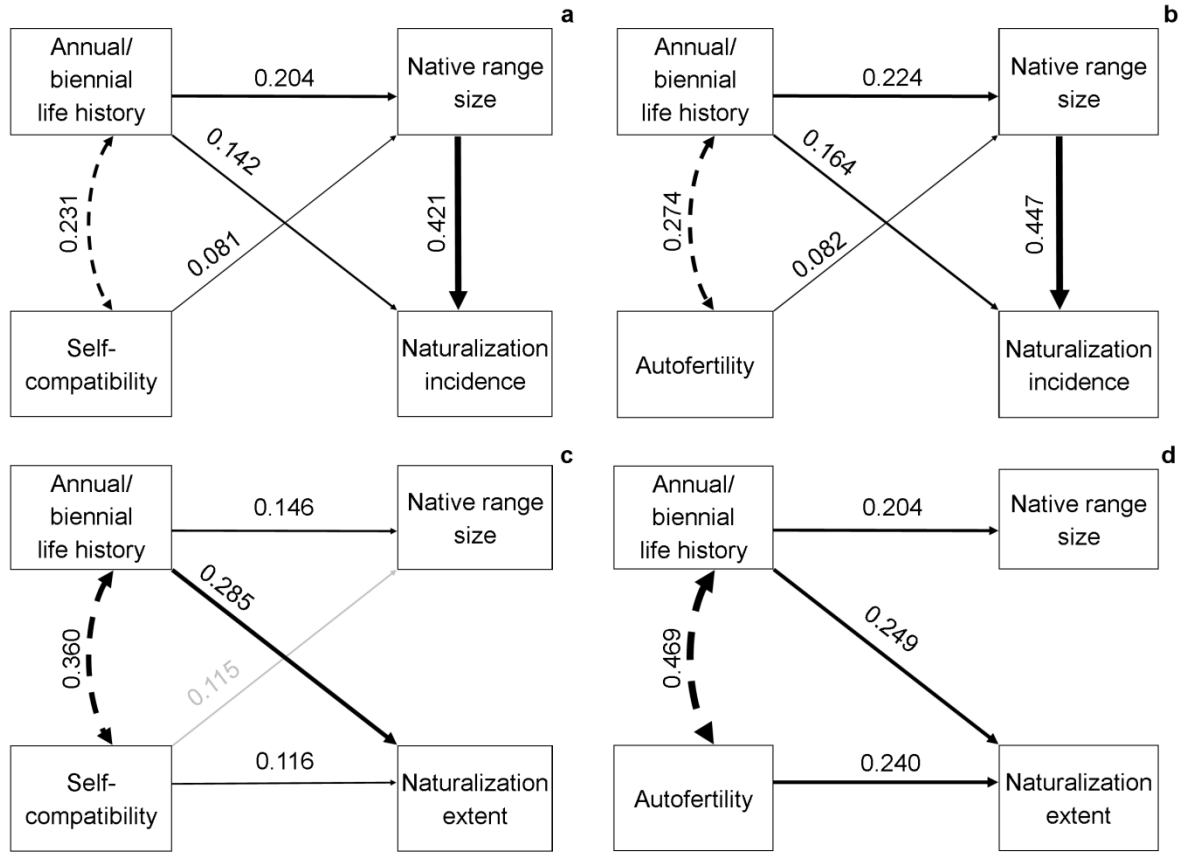 a
Annual/
biennial
life history
0.204
Native range
size
0.142
0.231
0.081
0.421
Self-
compatibility
Naturalization
incidence
b
Annual/
biennial
life history
0.224
Native range
size
0.164
0.274
0.082
0.447
Autofertility
Naturalization
incidence
c
Annual/
biennial
life history
0.146
Native range
size
0.285
0.360
0.115
0.116
Self-
compatibility
Naturalization
extent
d
Annual/
biennial
life history
0.204
Native range
size
0.249
0.469
0.240
Autofertility
Naturalization
extent